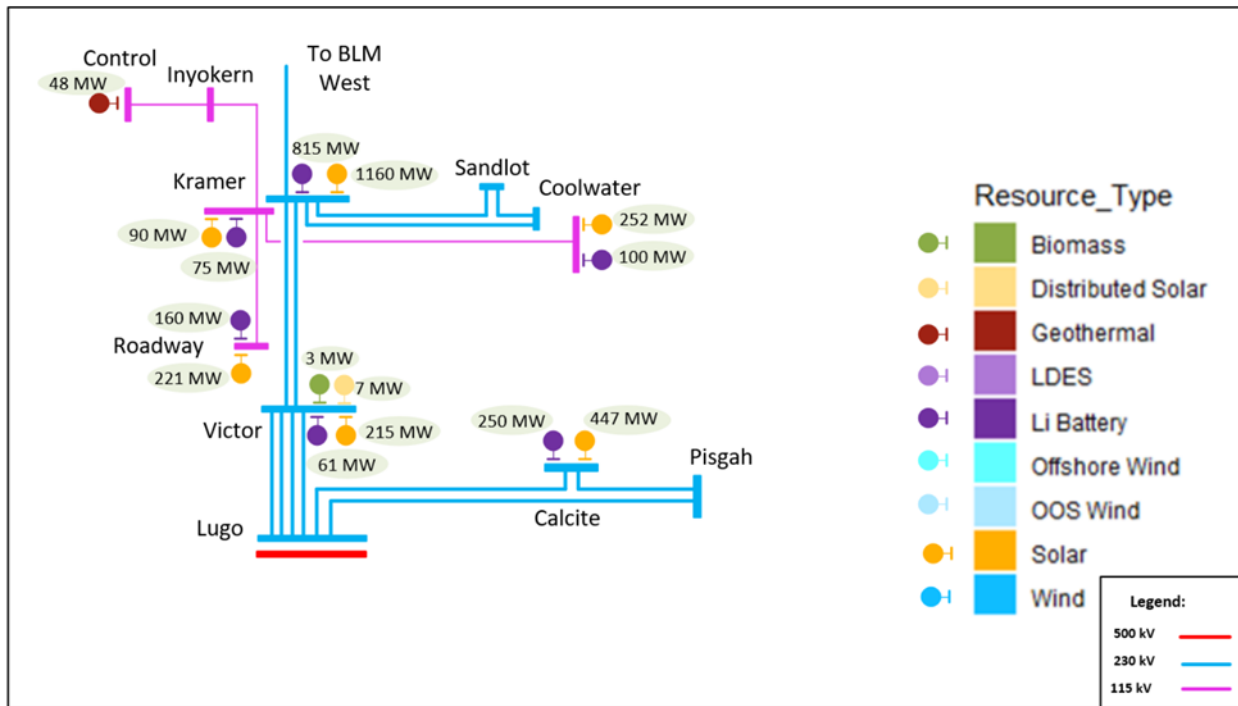 To BLM
West
Control
Inyokern
48 MW
815 MW
1160 MW
Sandlot
Coolwater
Kramer
252 MW
90 MW
75 MW
100 MW
160 MW
Roadway
221 MW
3 MW
7 MW
Victor
215 MW
61 MW
250 MW
447 MW
Pisgah
Calcite
Lugo
Resource_Type
Biomass
Distributed Solar
Geothermal
LDES
Li Battery
Offshore Wind
OOS Wind
Solar
Wind
Legend:
500 kV
230 kV
115 kV